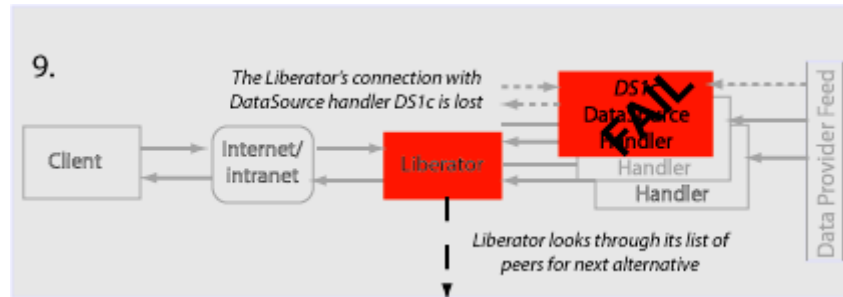 9.
The Liberator's connection with
DataSource handler DS1c is lost
DS1c
DataSource
Handler
FAIL
Handler
Handler
Client
Internet/
intranet
Liberator
Data Provider Feed
Liberator looks through its list of
peers for next alternative